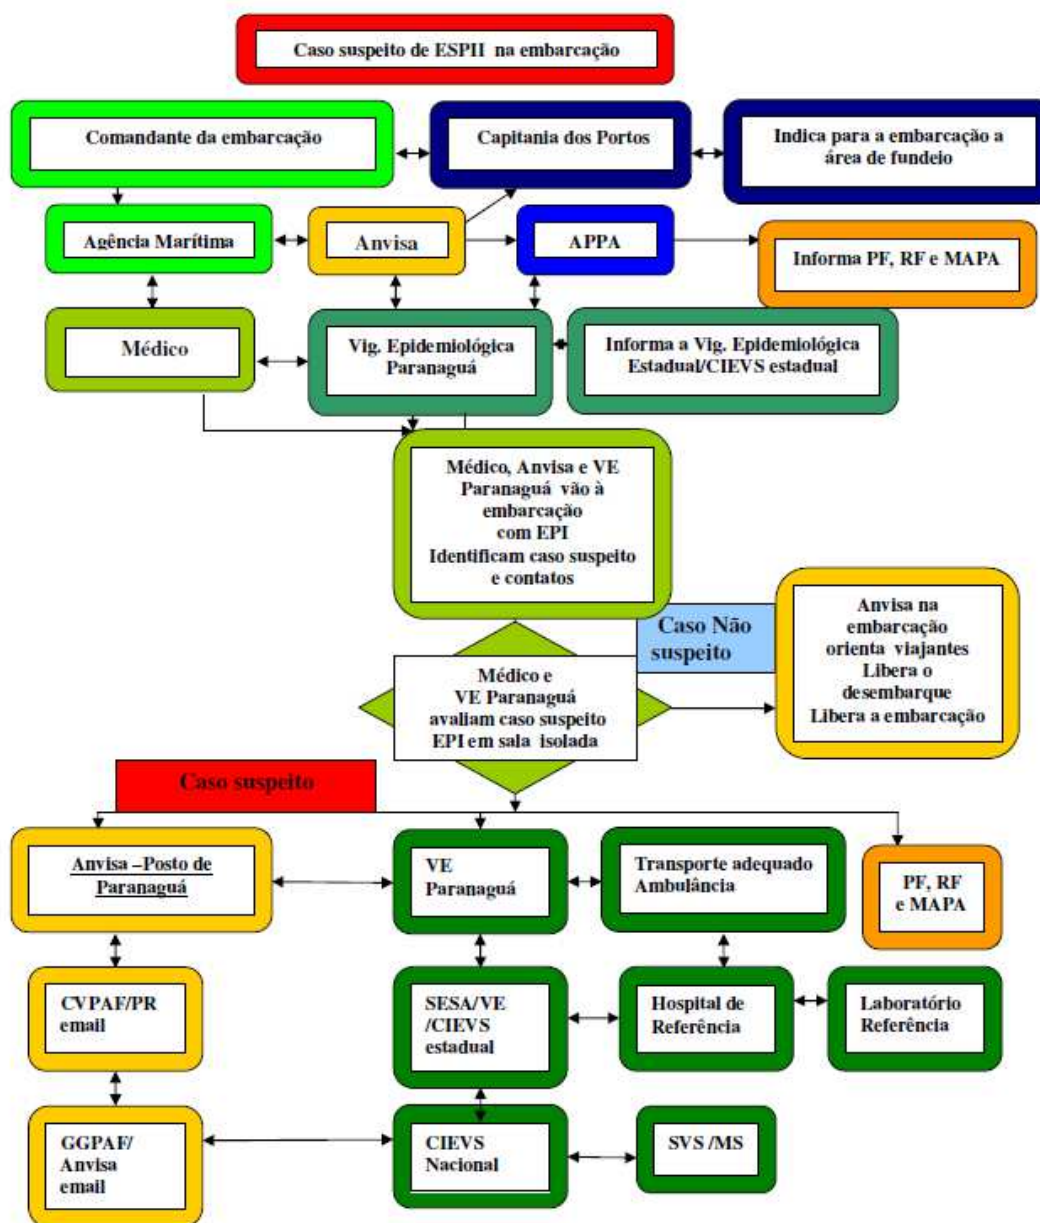 Caso suspeito de ESPII na embarcação
Comandante da embarcação
Capitania dos Portos
Indica para a embarcação a
área de fundeio
Agência Marítima
Anvisa
APPA
Informa PF, RF e MAPA
Médico
Vig. Epidemiológica
Paranaguá
Informa a Vig. Epidemiológica
Estadual/CIEVS estadual
Médico, Anvisa e VE
Paranaguá vão à
embarcação
com EPI
Identificam caso suspeito
e contatos
Caso Não
suspeito
Anvisa na
embarcação
orienta viajantes
Libera o
desembarque
Libera a embarcação
Médico e
VE Paranaguá
avaliam caso suspeito
EPI em sala isolada
Caso suspeito
Anvisa –Posto de
Paranaguá
VE
Paranaguá
Transporte adequado
Ambulância
PF, RF
e MAPA
CVPAF/PR
email
SESA/VE
/CIEVS
estadual
Hospital de
Referência
Laboratório
Referência
GGPAF/
Anvisa
email
CIEVS
Nacional
SVS /MS